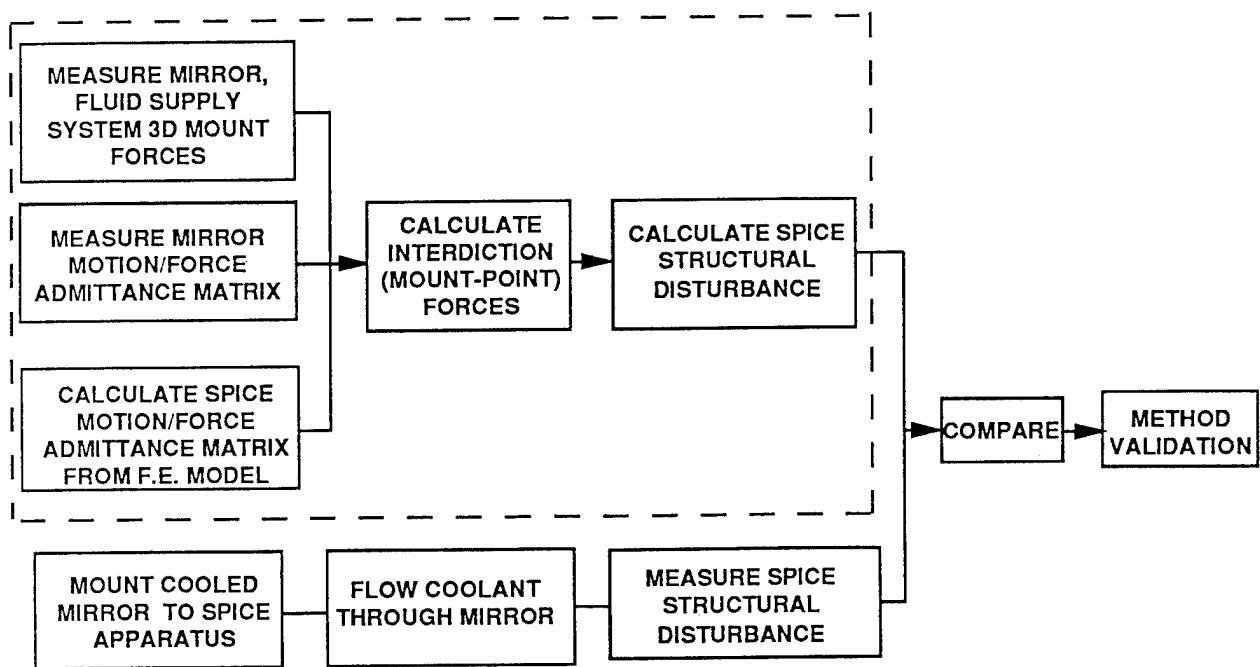 MEASURE MIRROR,
FLUID SUPPLY
SYSTEM 3D MOUNT
FORCES
MEASURE MIRROR
MOTION/FORCE
ADMITTANCE MATRIX
CALCULATE SPICE
MOTION/FORCE
ADMITTANCE MATRIX
FROM F.E. MODEL
CALCULATE
INTERDICTION
(MOUNT-POINT)
FORCES
CALCULATE SPICE
STRUCTURAL
DISTURBANCE
MOUNT COOLED
MIRROR TO SPICE
APPARATUS
FLOW COOLANT
THROUGH MIRROR
MEASURE SPICE
STRUCTURAL
DISTURBANCE
COMPARE
METHOD
VALIDATION